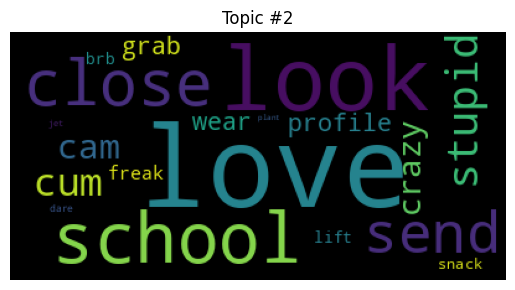 Topic #2
brb
grab
close
look
stupid
jet
wear
plant
profile
cam
love
crazy
cum
freak
dare
school
lift
send
snack